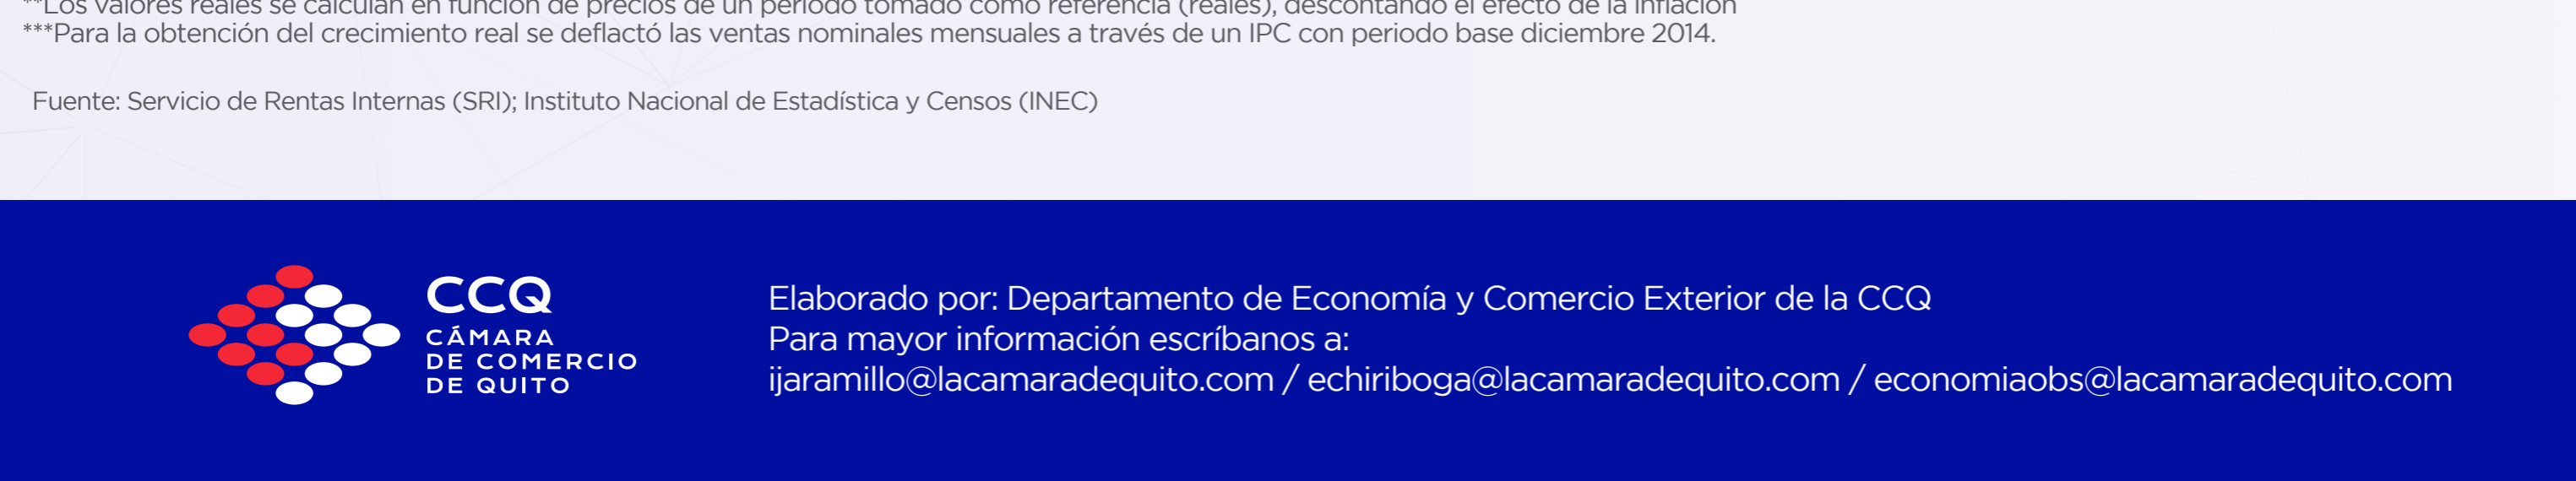 **Los valores reales se calculan en función de precios de un periodo tomado como referencia (reales), descontando el efecto de la inflación
***Para la obtención del crecimiento real se deflactó las ventas nominales mensuales a través de un IPC con periodo base diciembre 2014.
Fuente: Servicio de Rentas Internas (SRI); Instituto Nacional de Estadística y Censos (INEC)
CCQ
CÁMARA
DE COMERCIO
DE QUITO
Elaborado por: Departamento de Economía y Comercio Exterior de la CCQ
Para mayor información escríbanos a:
ijaramillo@lacamaradequito.com / echiriboga@lacamaradequito.com / economiaobs@lacamaradequito.com